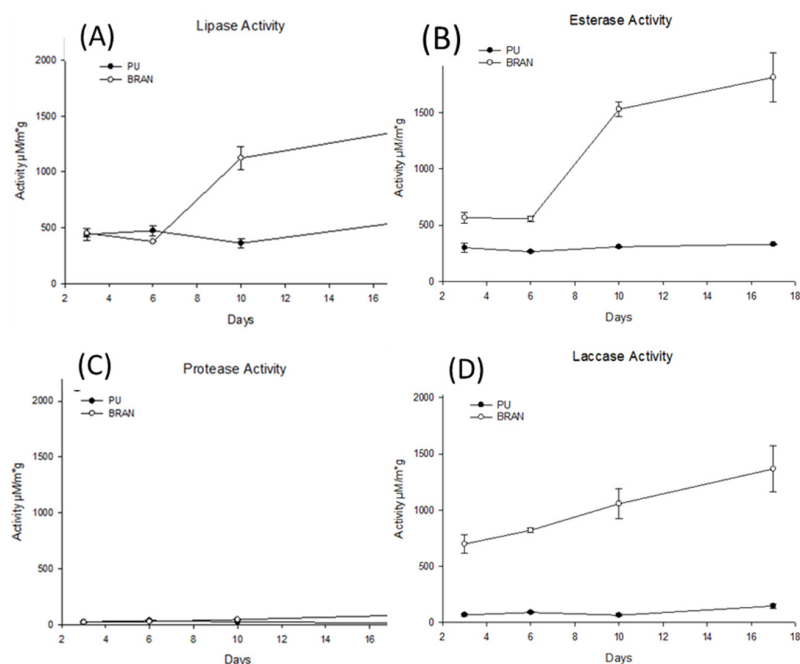 (A)
Lipase Activity
PU
BRAN
Activity µM/m*g
2000
1500
1000
500
0
2 4 6 8 10 12 14 16
Days
(B)
Esterase Activity
PU
BRAN
Activity µM/m*g
1500
1000
500
0
2 4 6 8 10 12 14 16 18
Days
(C)
Protease Activity
PU
BRAN
Activity µM/m*g
2000
1500
1000
500
0
2 4 6 8 10 12 14 16
Days
(D)
Laccase Activity
PU
BRAN
Activity µM/m*g
2000
1500
1000
500
0
2 4 6 8 10 12 14 16 18
Days